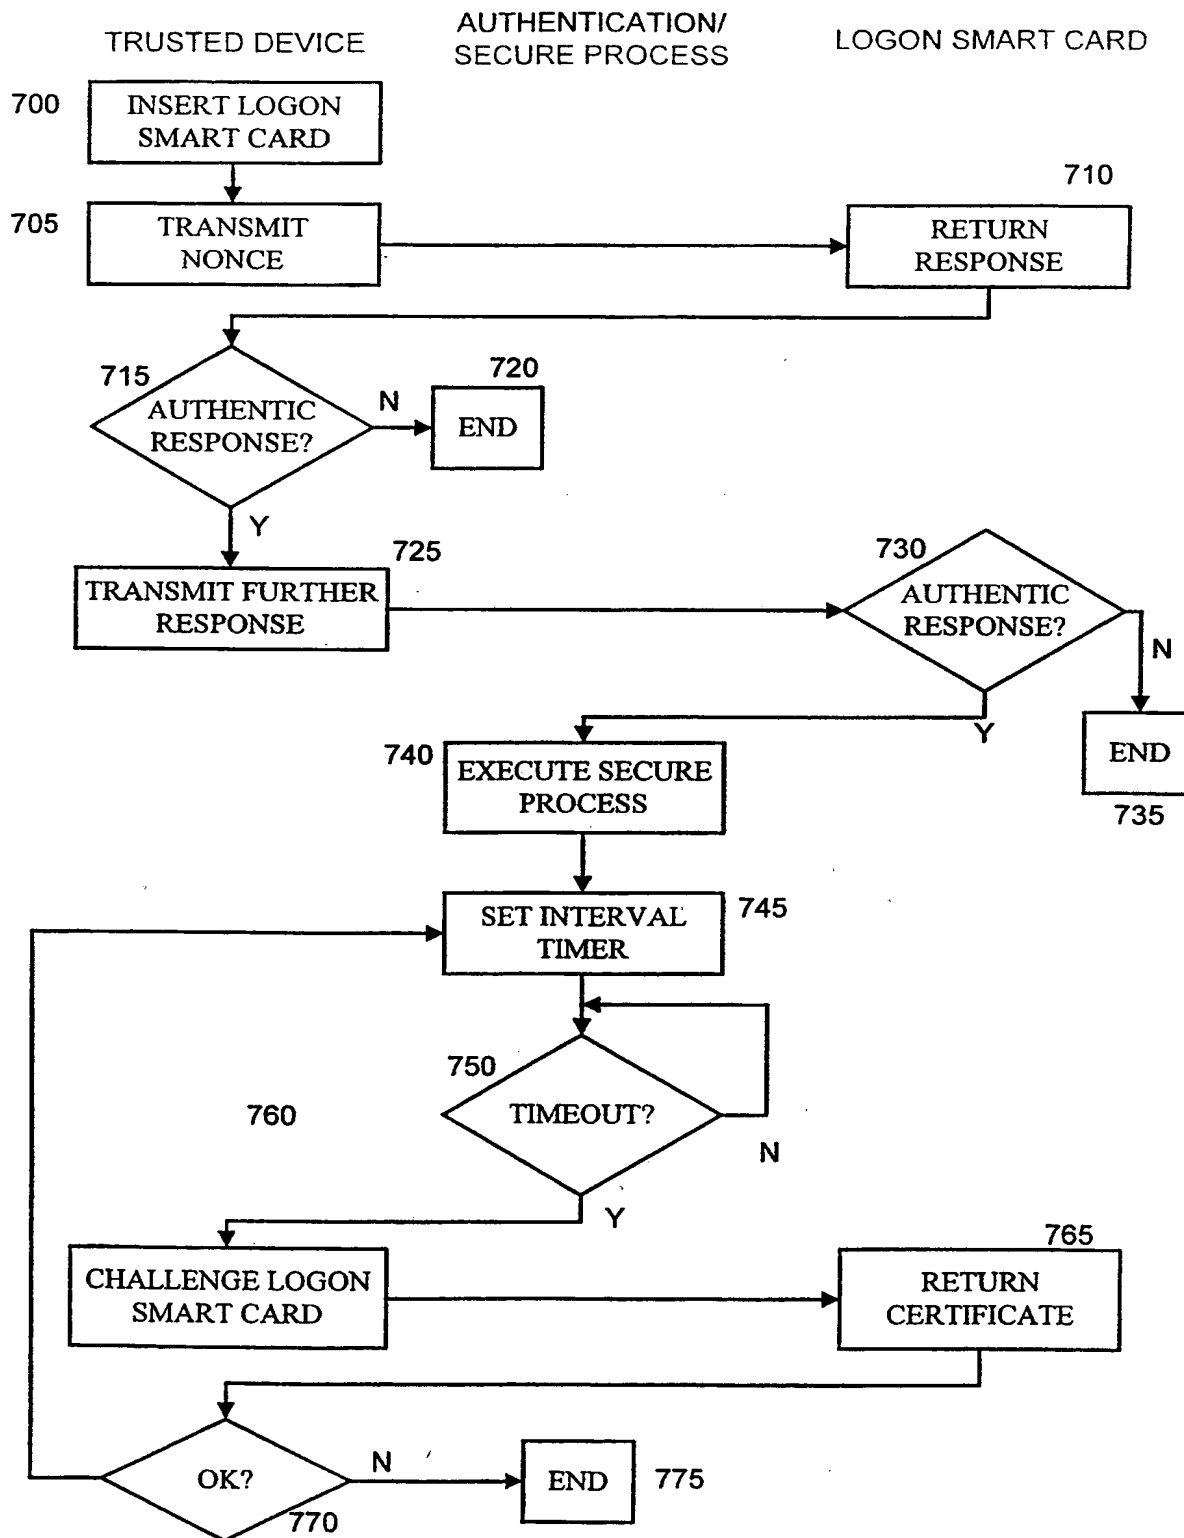 TRUSTED DEVICE
AUTHENTICATION/
SECURE PROCESS
LOGON SMART CARD
700
INSERT LOGON
SMART CARD
705
TRANSMIT
NONCE
710
RETURN
RESPONSE
715
AUTHENTIC
RESPONSE?
N
720
END
Y
725
TRANSMIT FURTHER
RESPONSE
730
AUTHENTIC
RESPONSE?
N
Y
END
735
740
EXECUTE SECURE
PROCESS
745
SET INTERVAL
TIMER
750
TIMEOUT?
N
760
Y
CHALLENGE LOGON
SMART CARD
765
RETURN
CERTIFICATE
OK?
N
770
END
775